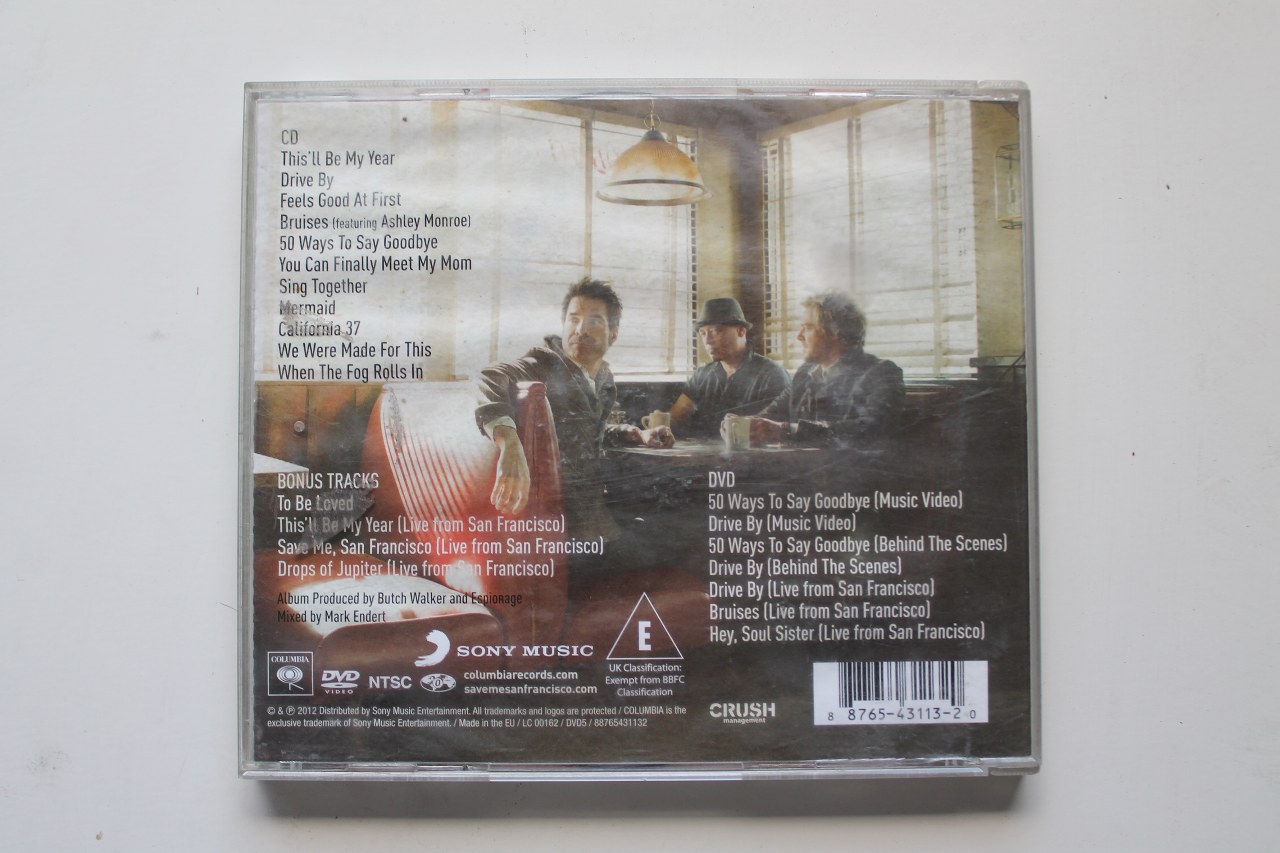 CD
This'll Be My Year
Drive By
Feels Good At First
Bruises (featuring Ashley Monroe)
50 Ways To Say Goodbye
You Can Finally Meet My Mom
Sing Together
Mermaid
California 37
We Were Made For This
When The Fog Rolls In
BONUS TRACKS
To Be Loved
This'll Be My Year (Live from San Francisco)
Save Me, San Francisco (Live from San Francisco)
Drops of Jupiter (Live from San Francisco)
Album Produced by Butch Walker and Espionage
Mixed by Mark Endert
DVD
50 Ways To Say Goodbye (Music Video)
Drive By (Music Video)
50 Ways To Say Goodbye (Behind The Scenes)
Drive By (Behind The Scenes)
Drive By (Live from San Francisco)
Bruises (Live from San Francisco)
Hey, Soul Sister (Live from San Francisco)
SONY MUSIC
E
UK Classification:
Exempt from BBFC
Classification
COLUMBIA
DVD
VIDEO
NTSC
columbiarecords.com
savemesanfrancisco.com
© & ℗ 2012 Distributed by Sony Music Entertainment. All trademarks and logos are protected / COLUMBIA is the
exclusive trademark of Sony Music Entertainment. / Made in the EU / LC 00162 / DVD5 / 88765431132
CRUSH
management
8 8765-43113-2 0